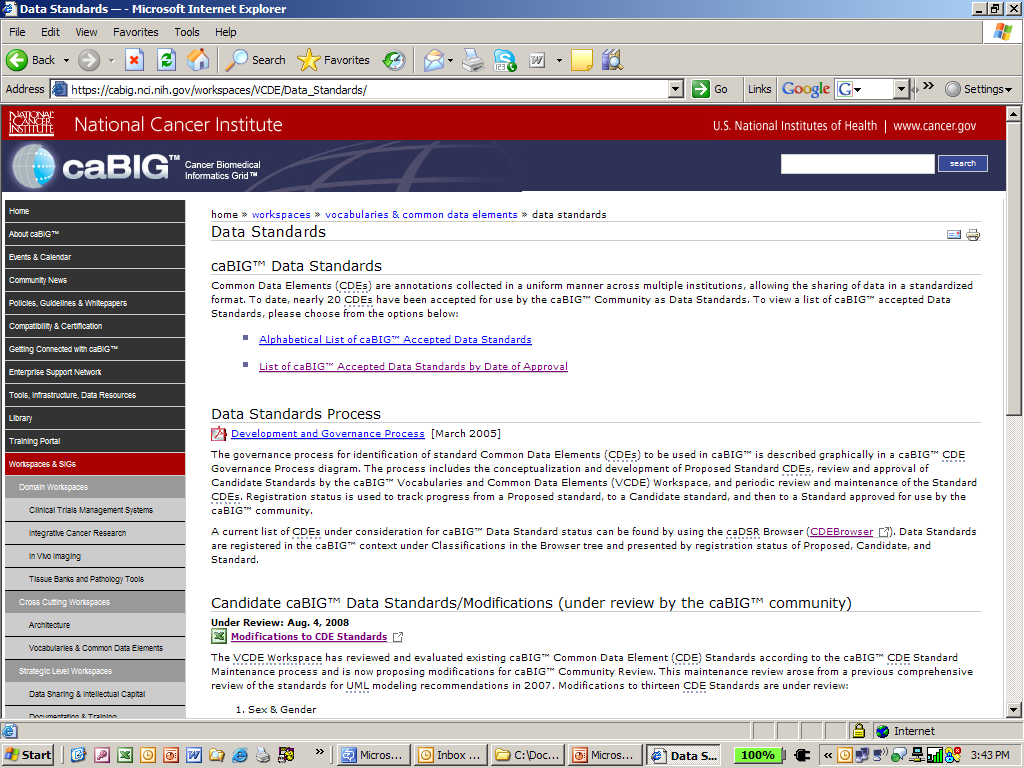 Data Standards — - Microsoft Internet Explorer
File Edit View Favorites Tools Help
Back Search Favorites
Address https://cabig.nci.nih.gov/workspaces/VCDE/Data_Standards/ Go Links Google G Settings
NATIONAL CANCER INSTITUTE
National Cancer Institute
U.S. National Institutes of Health | www.cancer.gov
caBIG™ Cancer Biomedical
Informatics Grid™
search
Home
About caBIG™
Events & Calendar
Community News
Policies, Guidelines & Whitepapers
Compatibility & Certification
Getting Connected with caBIG™
Enterprise Support Network
Tools, Infrastructure, Data Resources
Library
Training Portal
Workspaces & SIGs
Domain Workspaces
Clinical Trials Management Systems
Integrative Cancer Research
In Vivo Imaging
Tissue Banks and Pathology Tools
Cross Cutting Workspaces
Architecture
Vocabularies & Common Data Elements
Strategic Level Workspaces
Data Sharing & Intellectual Capital
Documentation & Training
home » workspaces » vocabularies & common data elements » data standards
Data Standards
caBIG™ Data Standards
Common Data Elements (CDEs) are annotations collected in a uniform manner across multiple institutions, allowing the sharing of data in a standardized
format. To date, nearly 20 CDEs have been accepted for use by the caBIG™ Community as Data Standards. To view a list of caBIG™ accepted Data
Standards, please choose from the options below:
Alphabetical List of caBIG™ Accepted Data Standards
List of caBIG™ Accepted Data Standards by Date of Approval
Data Standards Process
Development and Governance Process [March 2005]
The governance process for identification of standard Common Data Elements (CDEs) to be used in caBIG™ is described graphically in a caBIG™ CDE
Governance Process diagram. The process includes the conceptualization and development of Proposed Standard CDEs, review and approval of
Candidate Standards by the caBIG™ Vocabularies and Common Data Elements (VCDE) Workspace, and periodic review and maintenance of the Standard
CDEs. Registration status is used to track progress from a Proposed standard, to a Candidate standard, and then to a Standard approved for use by the
caBIG™ community.
A current list of CDEs under consideration for caBIG™ Data Standard status can be found by using the caDSR Browser (CDEBrowser). Data Standards
are registered in the caBIG™ context under Classifications in the Browser tree and presented by registration status of Proposed, Candidate, and
Standard.
Candidate caBIG™ Data Standards/Modifications (under review by the caBIG™ community)
Under Review: Aug. 4, 2008
Modifications to CDE Standards
The VCDE Workspace has reviewed and evaluated existing caBIG™ Common Data Element (CDE) Standards according to the caBIG™ CDE Standard
Maintenance process and is now proposing modifications for caBIG™ Community Review. This maintenance review arose from a previous comprehensive
review of the standards for UML modeling recommendations in 2007. Modifications to thirteen CDE Standards are under review:
1. Sex & Gender
Internet
Start Micros... Inbox ... C:\Doc... Micros... Data S... 100% 3:43 PM